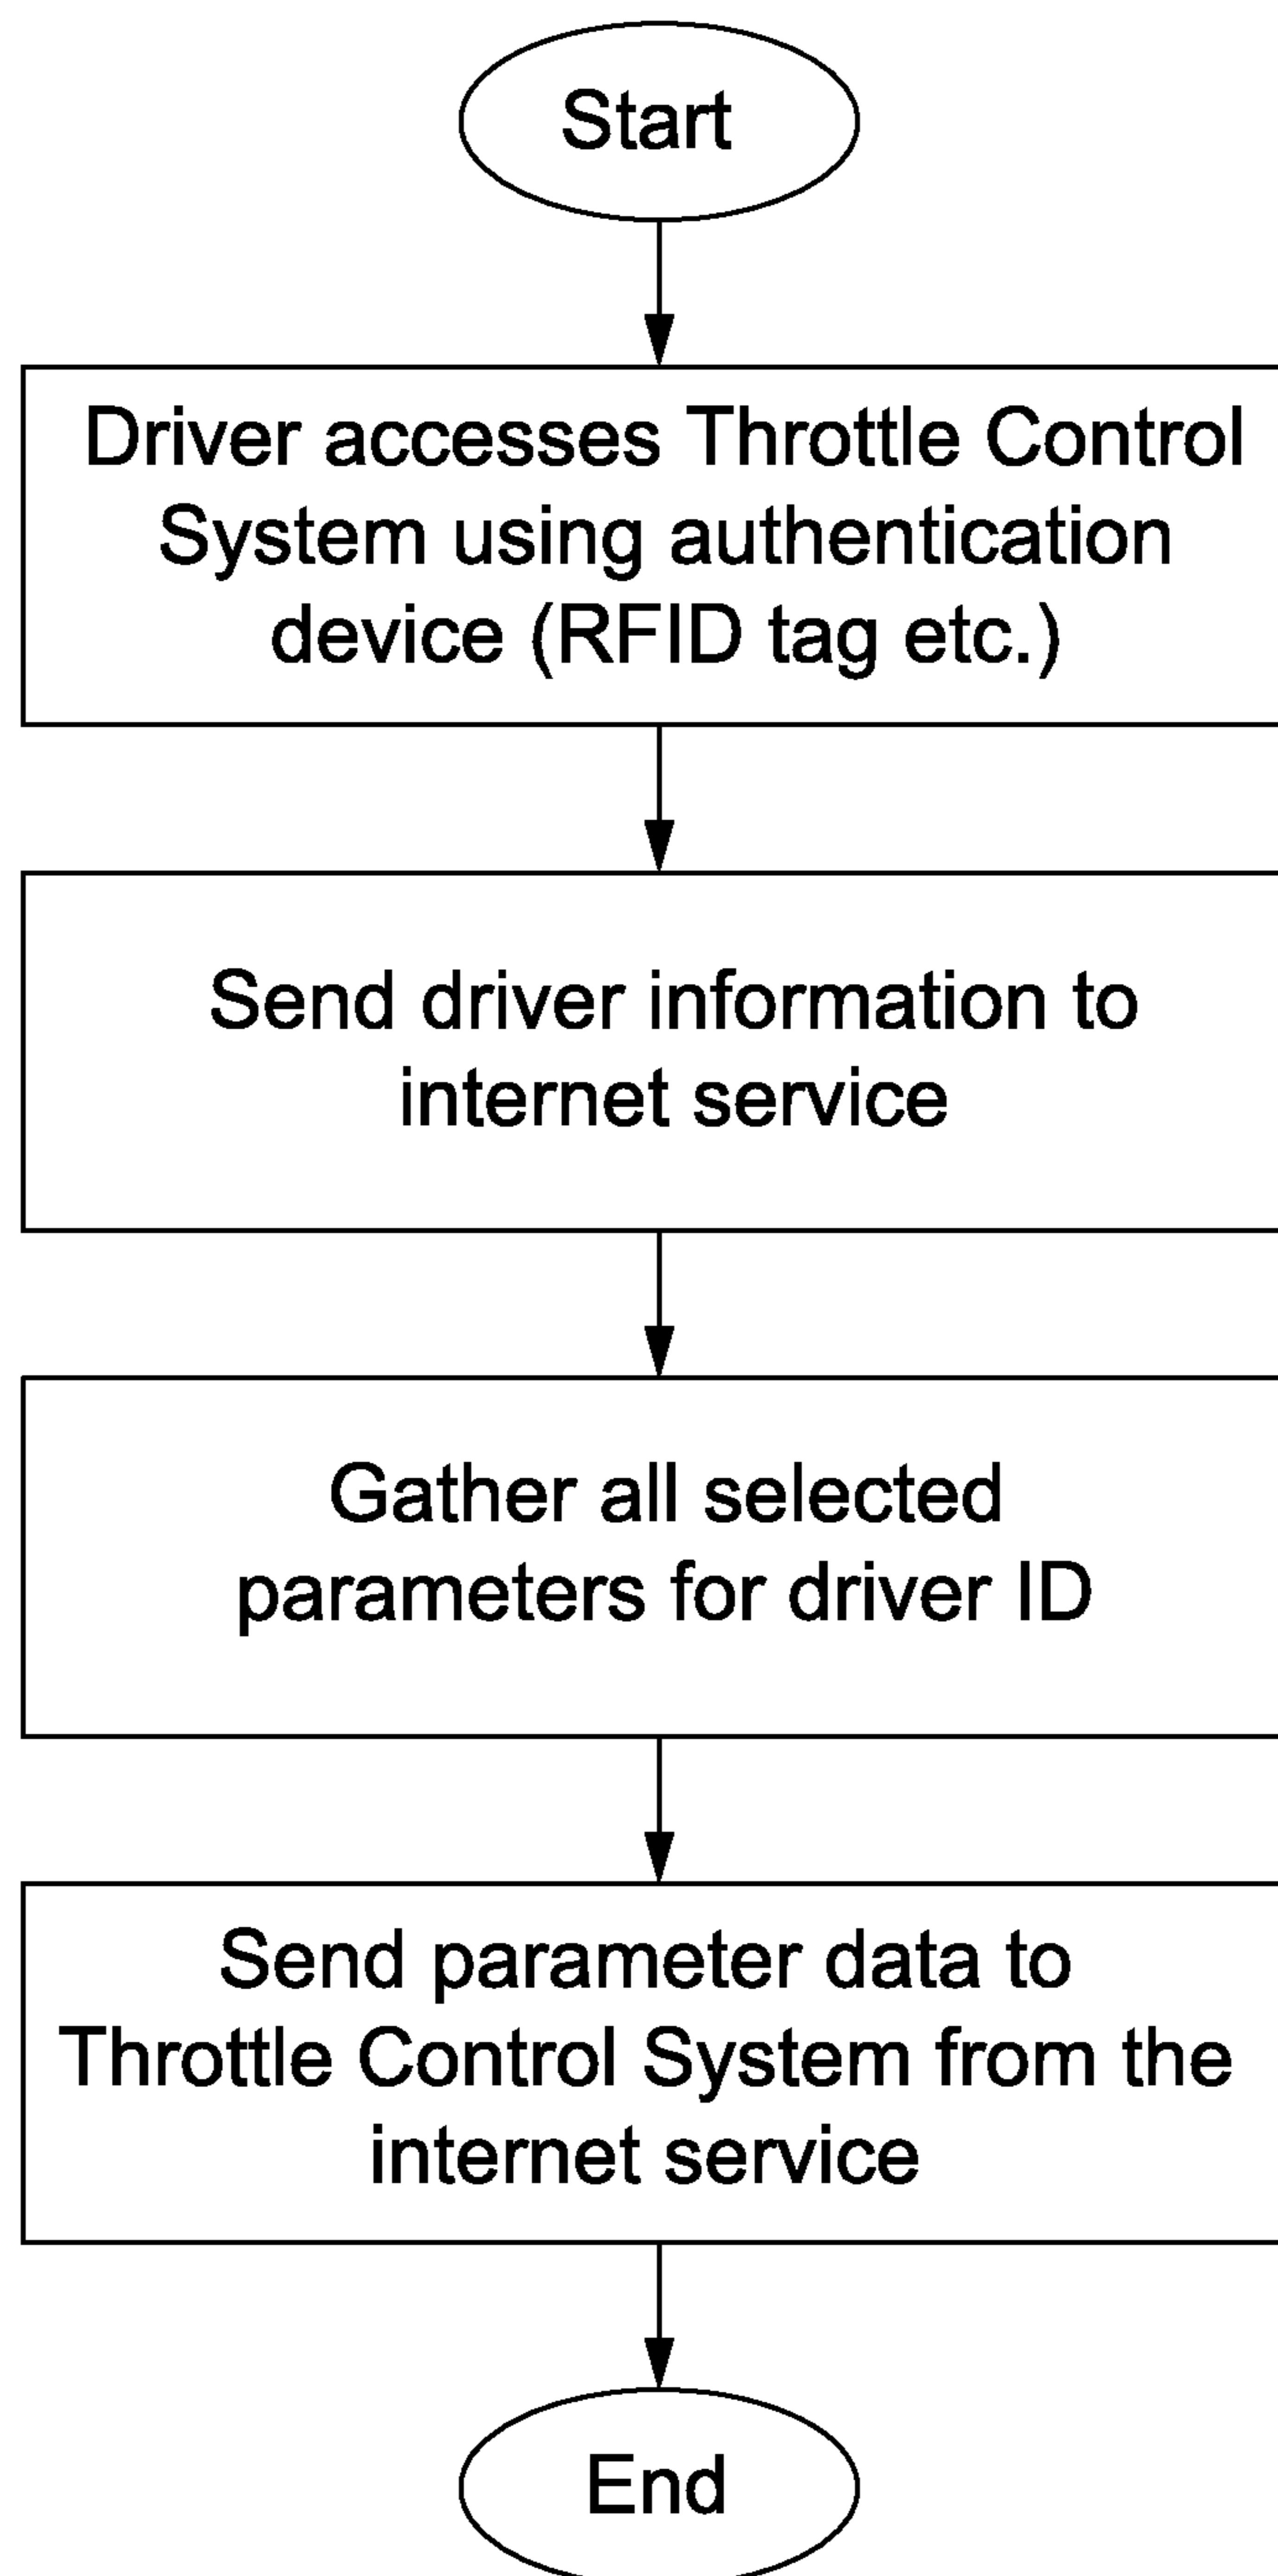 Start
Driver accesses Throttle Control
System using authentication
device (RFID tag etc.)
Send driver information to
internet service
Gather all selected
parameters for driver ID
Send parameter data to
Throttle Control System from the
internet service
End